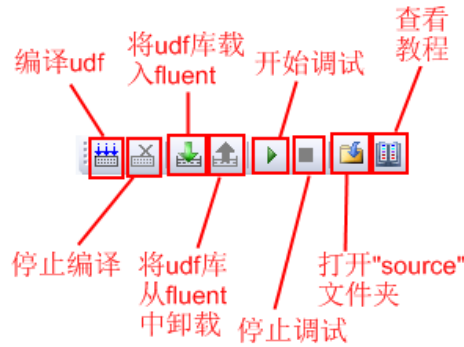 编译udf
将udf库载
入fluent
开始调试
查看
教程
停止编译
将udf库
从fluent
中卸载
停止调试
打开"source"
文件夹